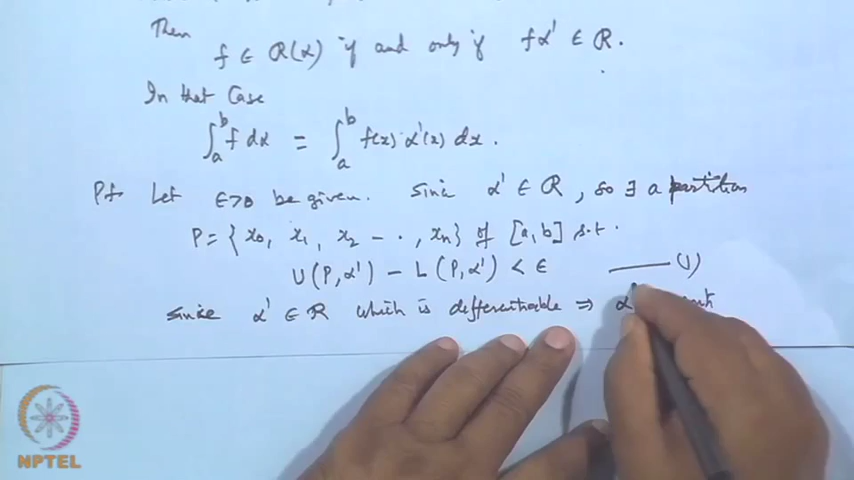 Then
f ∈ R(α) if and only if fα' ∈ R.
In that Case
∫_a^b f dα = ∫_a^b f(x) α'(x) dx.
Pf. Let ε>0 be given. Since α' ∈ R, so ∃ a partition
P = {x₀, x₁, x₂ - - ·, xₙ} of [a, b] s.t.
U(P, α') - L(P, α') < ε —— (1)
Since α' ∈ R which is differentiable ⇒ α
NPTEL